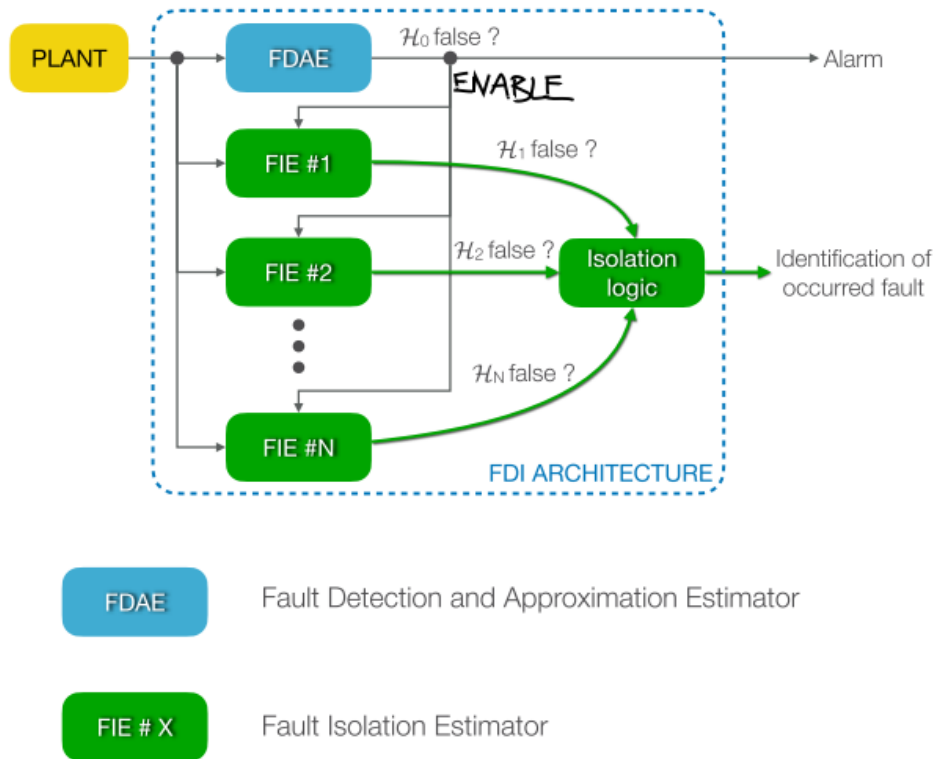 PLANT
FDAE
ℋ₀ false ?
Alarm
ENABLE
FIE #1
ℋ₁ false ?
FIE #2
ℋ₂ false ?
Isolation
logic
Identification of
occurred fault
ℋN false ?
FIE #N
FDI ARCHITECTURE
FDAE
Fault Detection and Approximation Estimator
FIE # X
Fault Isolation Estimator